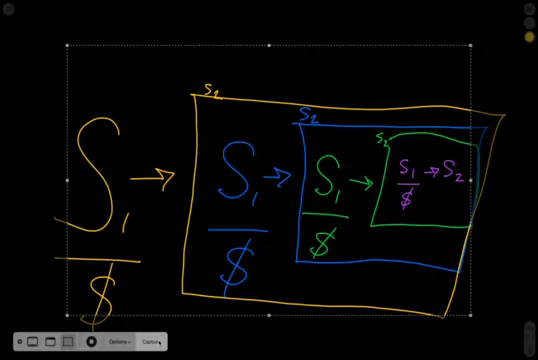 S₂
S₂
S₂
S₁ → S₁ → S₁ → S₁ → S₂
$ $ $ $
Options
Capture